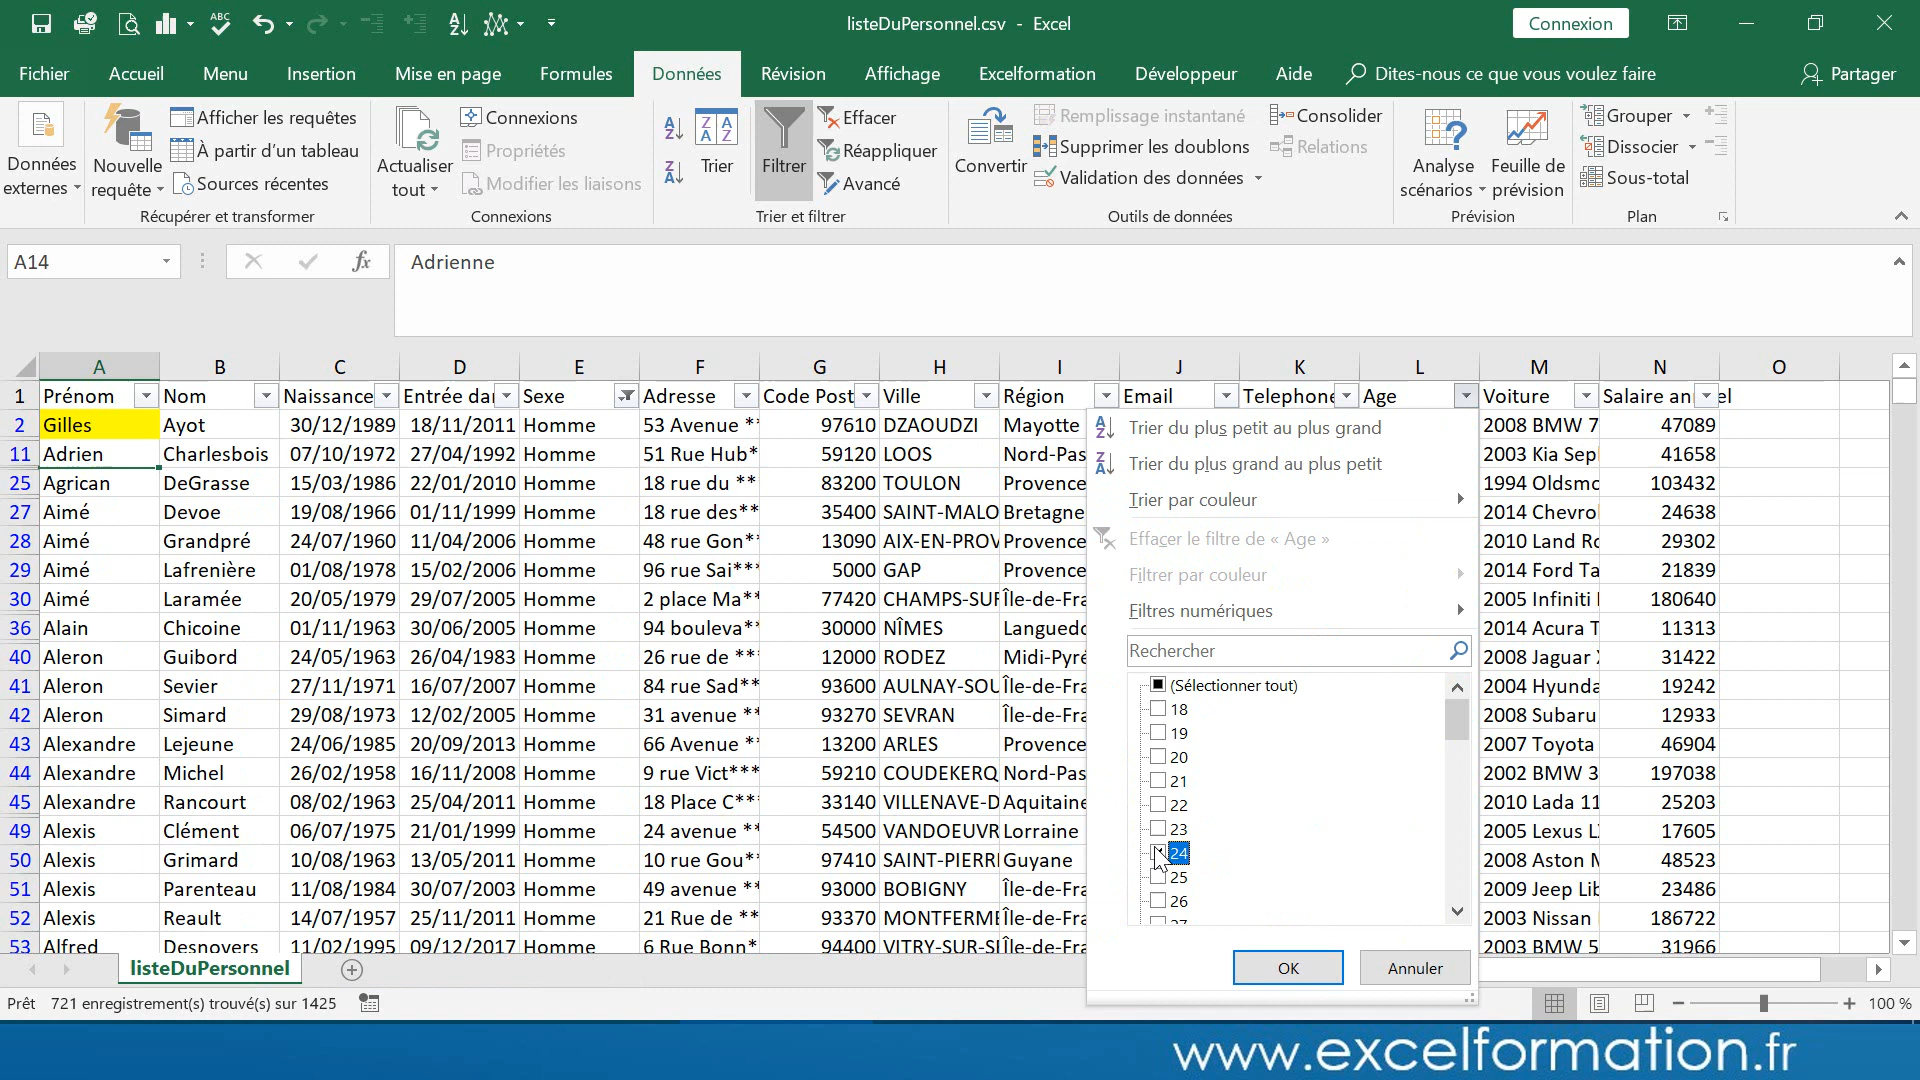 listeDuPersonnel.csv - Excel
Connexion
Fichier Accueil Menu Insertion Mise en page Formules Données Révision Affichage Excelformation Développeur Aide Dites-nous ce que vous voulez faire Partager
Données externes
Nouvelle requête
Afficher les requêtes
À partir d'un tableau
Sources récentes
Récupérer et transformer
Actualiser tout
Connexions
Propriétés
Modifier les liaisons
Connexions
Trier
Filtrer
Effacer
Réappliquer
Avancé
Trier et filtrer
Convertir
Remplissage instantané
Supprimer les doublons
Validation des données
Consolider
Relations
Outils de données
Analyse scénarios
Feuille de prévision
Prévision
Grouper
Dissocier
Sous-total
Plan
A14
fx
Adrienne
A B C D E F G H I J K L M N O
1 Prénom Nom Naissance Entrée da Sexe Adresse Code Post Ville Région Email Telephone Age Voiture Salaire an el
2 Gilles Ayot 30/12/1989 18/11/2011 Homme 53 Avenue ** 97610 DZAOUDZI Mayotte 2008 BMW 7 47089
11 Adrien Charlesbois 07/10/1972 27/04/1992 Homme 51 Rue Hub* 59120 LOOS Nord-Pas 2003 Kia Sep 41658
25 Agrican DeGrasse 15/03/1986 22/01/2010 Homme 18 rue du ** 83200 TOULON Provence 1994 Oldsmo 103432
27 Aimé Devoe 19/08/1966 01/11/1999 Homme 18 rue des** 35400 SAINT-MALO Bretagne 2014 Chevro 24638
28 Aimé Grandpré 24/07/1960 11/04/2006 Homme 48 rue Gon* 13090 AIX-EN-PROV Provence 2010 Land Ro 29302
29 Aimé Lafrenière 01/08/1978 15/02/2006 Homme 96 rue Sai*** 5000 GAP Provence 2014 Ford Ta 21839
30 Aimé Laramée 20/05/1979 29/07/2005 Homme 2 place Ma** 77420 CHAMPS-SUR Île-de-Fra 2005 Infiniti 180640
36 Alain Chicoine 01/11/1963 30/06/2005 Homme 94 bouleva** 30000 NÎMES Languedo 2014 Acura T 11313
40 Aleron Guibord 24/05/1963 26/04/1983 Homme 26 rue de *** 12000 RODEZ Midi-Pyré 2008 Jaguar X 31422
41 Aleron Sevier 27/11/1971 16/07/2007 Homme 84 rue Sad** 93600 AULNAY-SOU Île-de-Fra 2004 Hyunda 19242
42 Aleron Simard 29/08/1973 12/02/2005 Homme 31 avenue ** 93270 SEVRAN Île-de-Fra 2008 Subaru 12933
43 Alexandre Lejeune 24/06/1985 20/09/2013 Homme 66 Avenue ** 13200 ARLES Provence 2007 Toyota 46904
44 Alexandre Michel 26/02/1958 16/11/2008 Homme 9 rue Vict*** 59210 COUDEKERQ Nord-Pas 2002 BMW 3 197038
45 Alexandre Rancourt 08/02/1963 25/04/2011 Homme 18 Place C*** 33140 VILLENAVE-D Aquitaine 2010 Lada 11 25203
49 Alexis Clément 06/07/1975 21/01/1999 Homme 24 avenue ** 54500 VANDOEUVR Lorraine 2005 Lexus L 17605
50 Alexis Grimard 10/08/1963 13/05/2011 Homme 10 rue Gou* 97410 SAINT-PIERR Guyane 2008 Aston M 48523
51 Alexis Parenteau 11/08/1984 30/07/2003 Homme 49 avenue ** 93000 BOBIGNY Île-de-Fra 2009 Jeep Lib 23486
52 Alexis Reault 14/07/1957 25/11/2011 Homme 21 Rue de ** 93370 MONTFERME Île-de-Fra 2003 Nissan 186722
53 Alfred Desnoyers 11/02/1995 09/12/2017 Homme 6 Rue Bonn* 94400 VITRY-SUR-SE Île-de-Fra 2003 BMW 5 31966
Trier du plus petit au plus grand
Trier du plus grand au plus petit
Trier par couleur
Effacer le filtre de « Age »
Filtrer par couleur
Filtres numériques
Rechercher
(Sélectionner tout)
18
19
20
21
22
23
24
25
26
27
OK Annuler
listeDuPersonnel
Prêt 721 enregistrement(s) trouvé(s) sur 1425
100 %
www.excelformation.fr